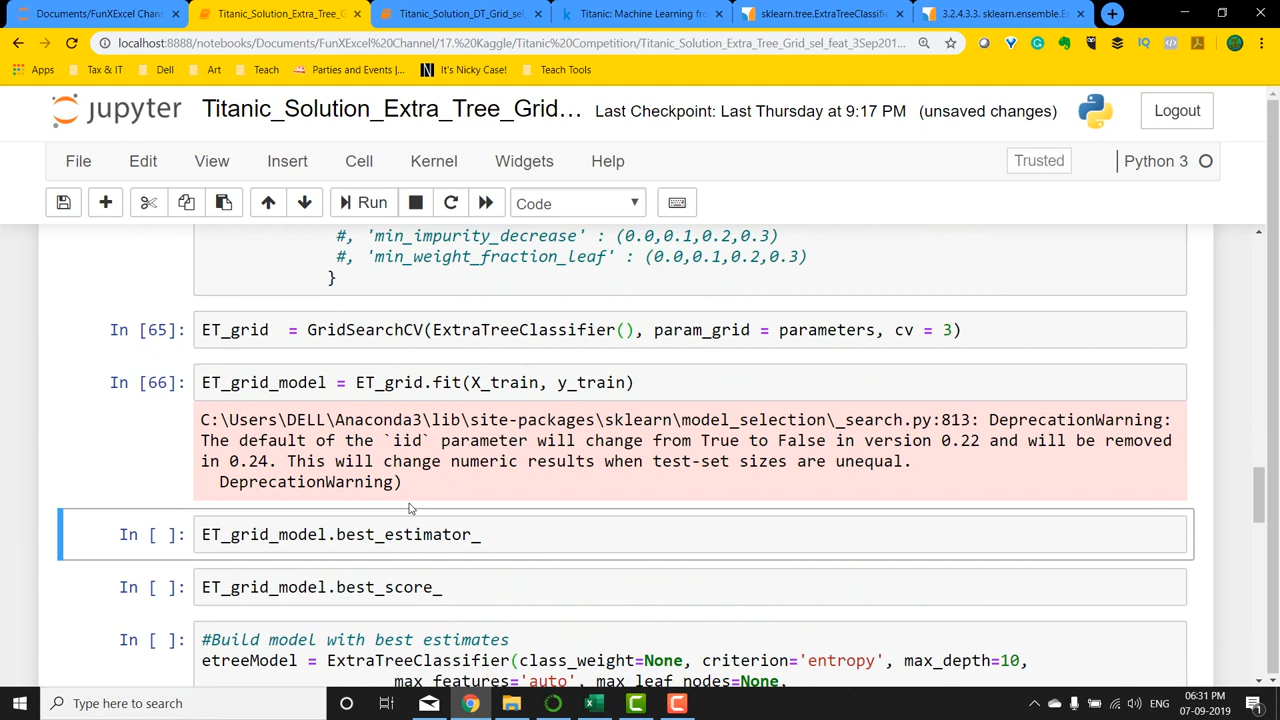 Documents/FunXExcel Chann
Titanic_Solution_Extra_Tree_G
Titanic_Solution_DT_Grid_sel
Titanic: Machine Learning from
sklearn.tree.ExtraTreeClassifie
3.2.4.3.3. sklearn.ensemble.Ex
localhost:8888/notebooks/Documents/FunXExcel%20Channel/17.%20Kaggle/Titanic%20Competition/Titanic_Solution_Extra_Tree_Grid_sel_feat_3Sep201...
Apps Tax & IT Dell Art Teach Parties and Events |... It's Nicky Case! Teach Tools
jupyter Titanic_Solution_Extra_Tree_Grid... Last Checkpoint: Last Thursday at 9:17 PM (unsaved changes) Logout
File Edit View Insert Cell Kernel Widgets Help Trusted Python 3
Run Code
#, 'min_impurity_decrease' : (0.0,0.1,0.2,0.3)
#, 'min_weight_fraction_leaf' : (0.0,0.1,0.2,0.3)
}
In [65]: ET_grid = GridSearchCV(ExtraTreeClassifier(), param_grid = parameters, cv = 3)
In [66]: ET_grid_model = ET_grid.fit(X_train, y_train)
C:\Users\DELL\Anaconda3\lib\site-packages\sklearn\model_selection\_search.py:813: DeprecationWarning:
The default of the `iid` parameter will change from True to False in version 0.22 and will be removed
in 0.24. This will change numeric results when test-set sizes are unequal.
DeprecationWarning)
In [ ]: ET_grid_model.best_estimator_
In [ ]: ET_grid_model.best_score_
In [ ]: #Build model with best estimates
etreeModel = ExtraTreeClassifier(class_weight=None, criterion='entropy', max_depth=10,
max_features='auto', max_leaf_nodes=None,
Type here to search
ENG
06:31 PM
07-09-2019